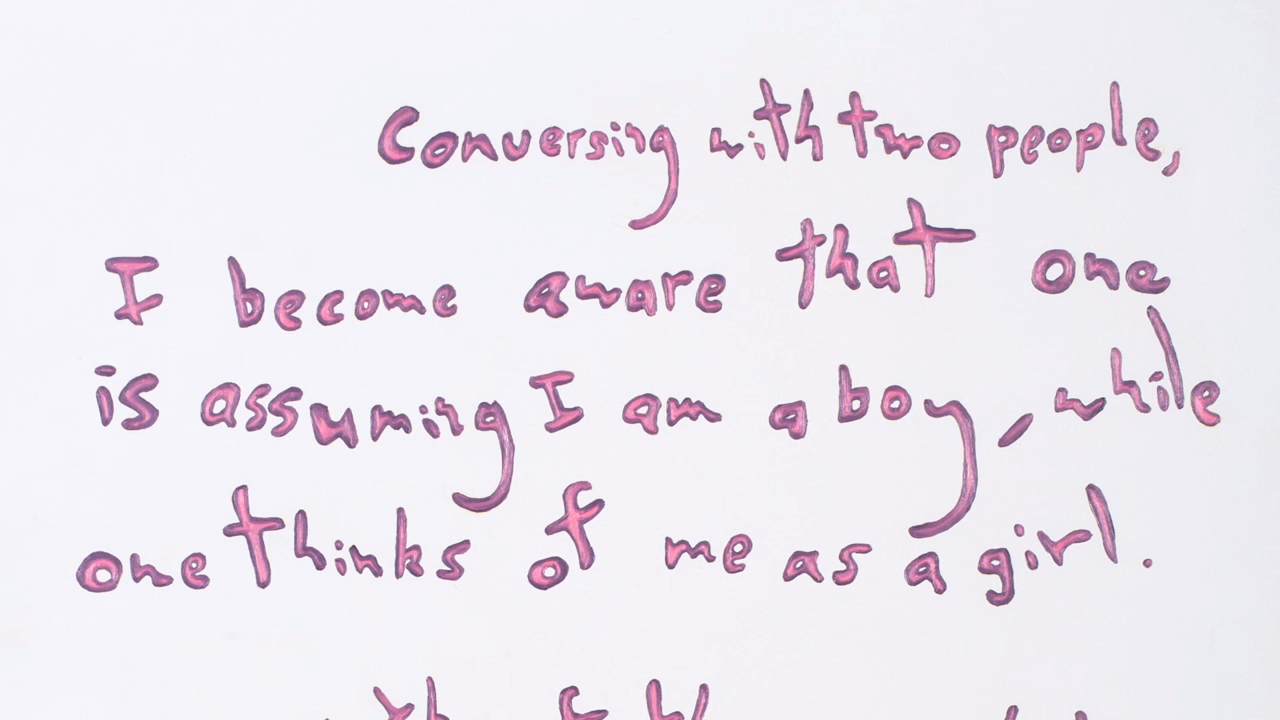 Conversing with two people,
I become aware that one
is assuming I am a boy, while
one thinks of me as a girl.